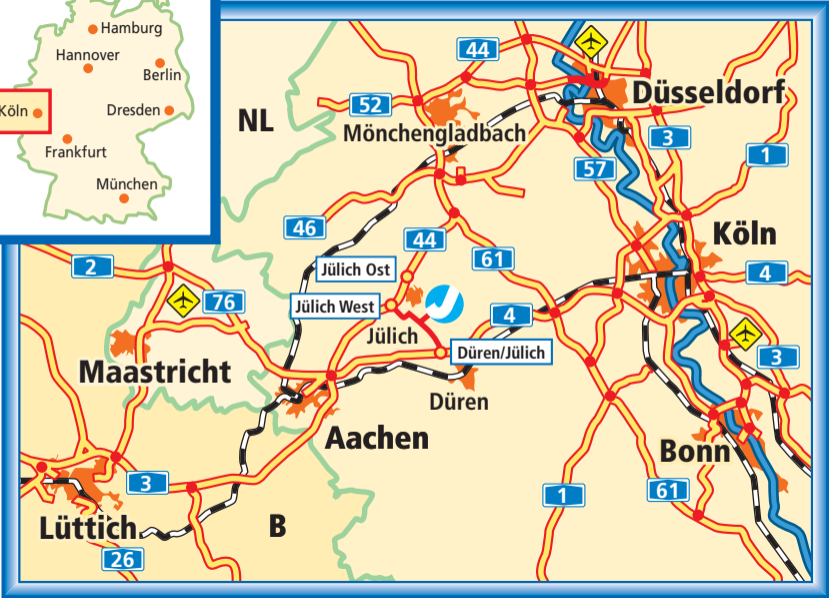 Hamburg
Hannover
Berlin
Köln
Dresden
Frankfurt
München
44
52
NL
Mönchengladbach
Düsseldorf
3
1
57
46
44
61
Köln
2
76
Jülich Ost
Jülich West
4
4
Jülich
Düren/Jülich
3
Maastricht
Düren
Aachen
Bonn
3
1
61
Lüttich
B
26